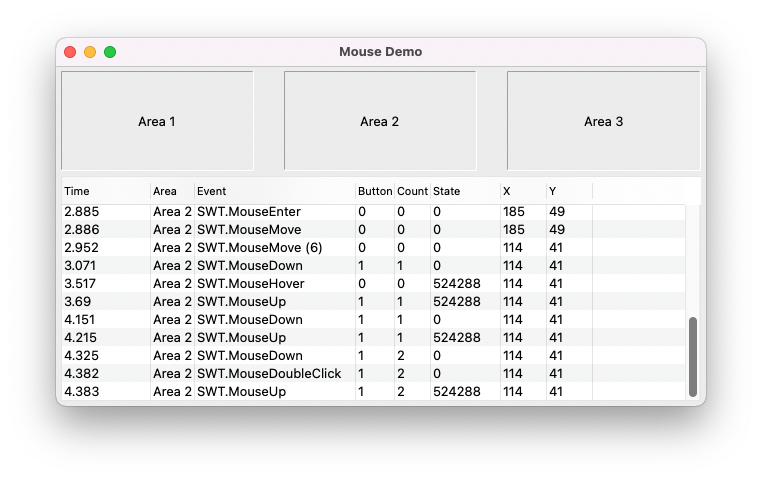 Mouse Demo
Area 1 Area 2 Area 3
Time Area Event Button Count State X Y
2.885 Area 2 SWT.MouseEnter 0 0 0 185 49
2.886 Area 2 SWT.MouseMove 0 0 0 185 49
2.952 Area 2 SWT.MouseMove (6) 0 0 0 114 41
3.071 Area 2 SWT.MouseDown 1 1 0 114 41
3.517 Area 2 SWT.MouseHover 0 0 524288 114 41
3.69 Area 2 SWT.MouseUp 1 1 524288 114 41
4.151 Area 2 SWT.MouseDown 1 1 0 114 41
4.215 Area 2 SWT.MouseUp 1 1 524288 114 41
4.325 Area 2 SWT.MouseDown 1 2 0 114 41
4.382 Area 2 SWT.MouseDoubleClick 1 2 0 114 41
4.383 Area 2 SWT.MouseUp 1 2 524288 114 41